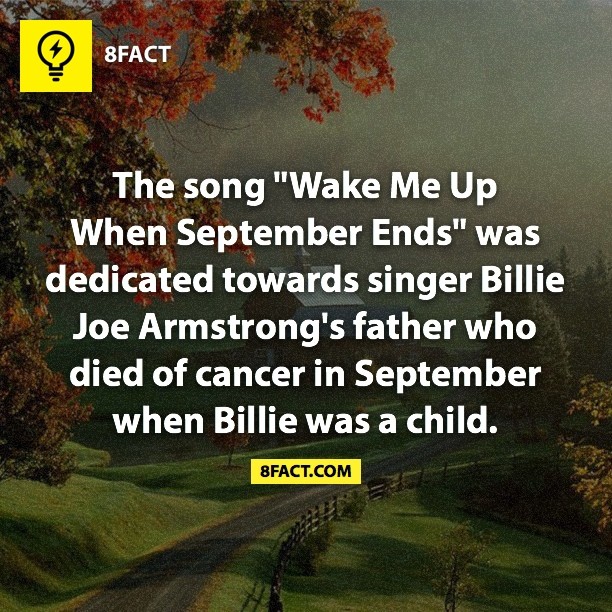 8FACT
The song "Wake Me Up
When September Ends" was
dedicated towards singer Billie
Joe Armstrong's father who
died of cancer in September
when Billie was a child.
8FACT.COM